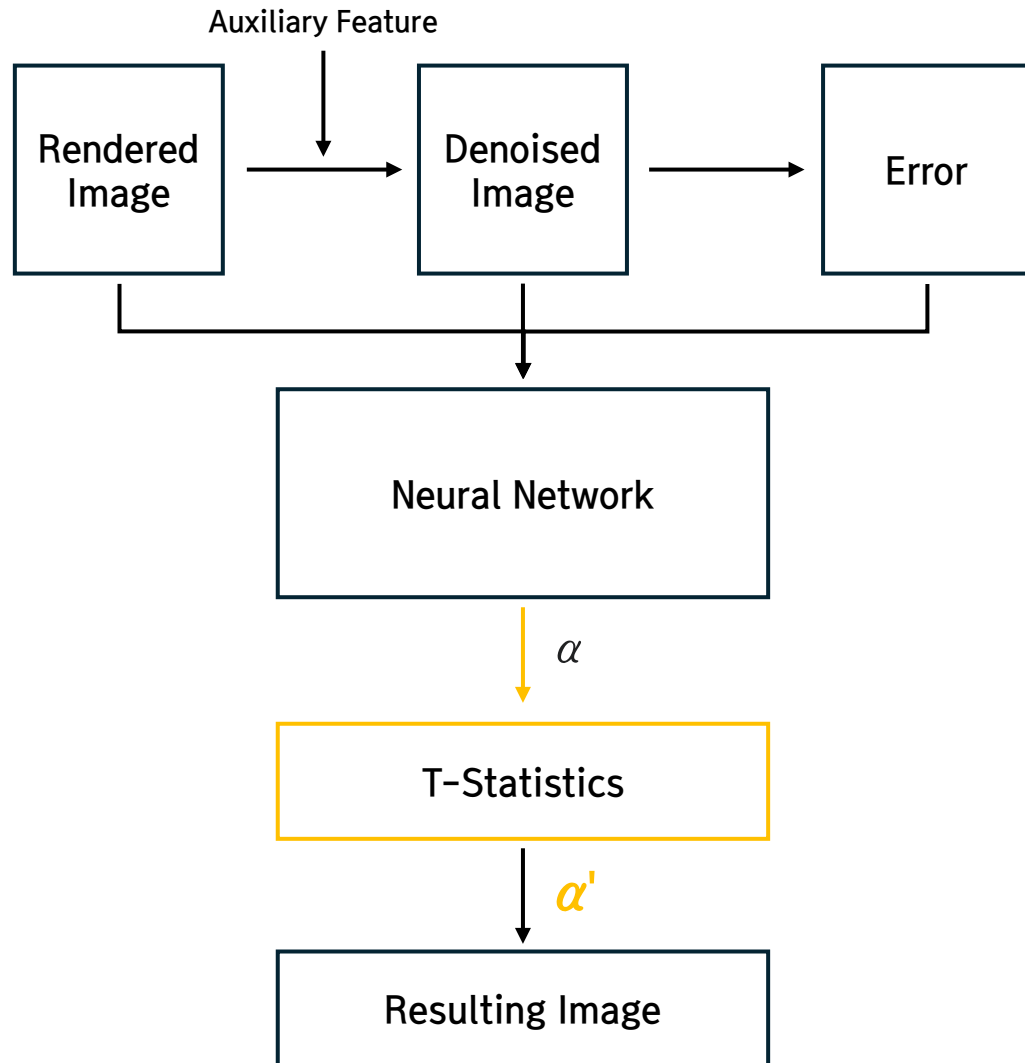 Auxiliary Feature
Rendered
Image
Denoised
Image
Error
Neural Network
α
T-Statistics
α'
Resulting Image